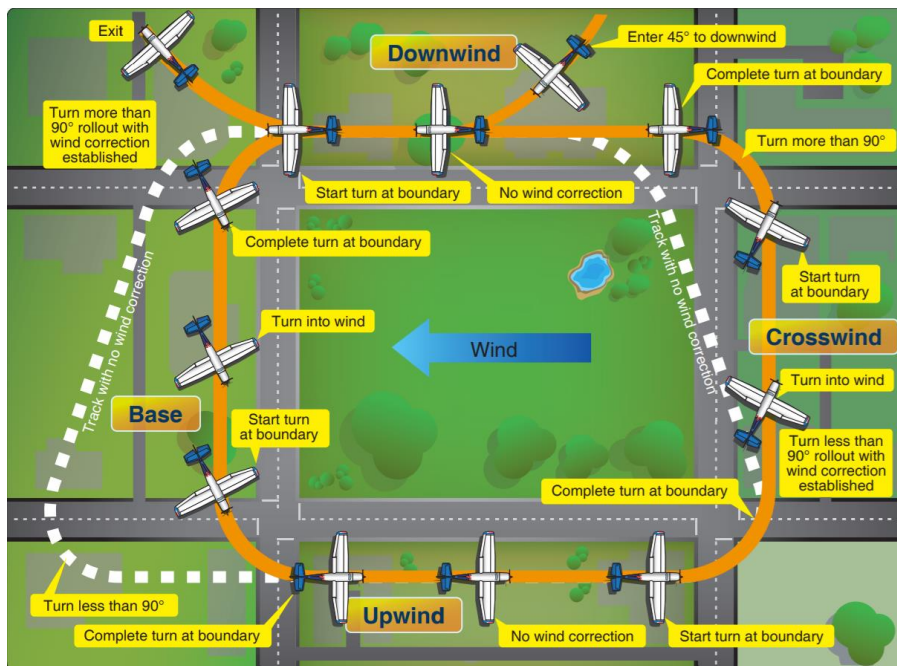 Exit
Downwind
Enter 45° to downwind
Complete turn at boundary
Turn more than
90° rollout with
wind correction
established
Turn more than 90°
Start turn at boundary
No wind correction
Complete turn at boundary
Track with no wind correction
Track with no wind correction
Start turn
at boundary
Turn into wind
Wind
Crosswind
Turn into wind
Base
Start turn
at boundary
Turn less than
90° rollout with
wind correction
established
Complete turn at boundary
Turn less than 90°
Complete turn at boundary
Upwind
No wind correction
Start turn at boundary